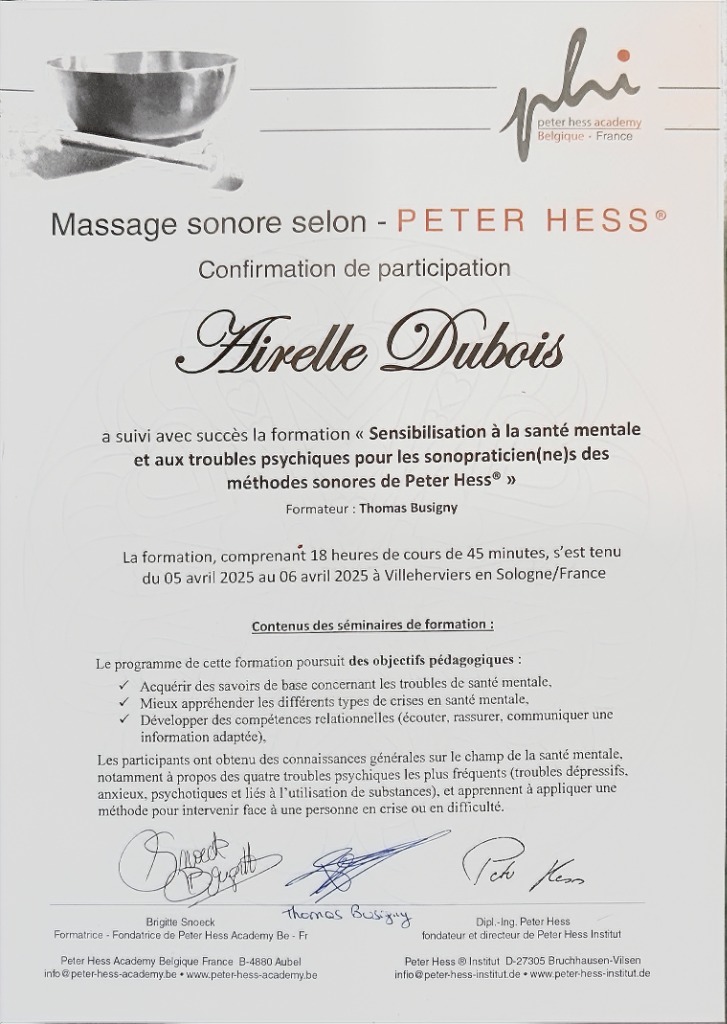 phi
peter hess academy
Belgique - France
Massage sonore selon - PETER HESS®
Confirmation de participation
Airelle Dubois
a suivi avec succès la formation « Sensibilisation à la santé mentale
et aux troubles psychiques pour les sonopraticien(ne)s des
méthodes sonores de Peter Hess® »
Formateur : Thomas Busigny
La formation, comprenant 18 heures de cours de 45 minutes, s'est tenu
du 05 avril 2025 au 06 avril 2025 à Villeherviers en Sologne/France
Contenus des séminaires de formation :
Le programme de cette formation poursuit des objectifs pédagogiques :
✓ Acquérir des savoirs de base concernant les troubles de santé mentale,
✓ Mieux appréhender les différents types de crises en santé mentale,
✓ Développer des compétences relationnelles (écouter, rassurer, communiquer une
information adaptée),
Les participants ont obtenu des connaissances générales sur le champ de la santé mentale,
notamment à propos des quatre troubles psychiques les plus fréquents (troubles dépressifs,
anxieux, psychotiques et liés à l'utilisation de substances), et apprennent à appliquer une
méthode pour intervenir face à une personne en crise ou en difficulté.
Snoeck
Brigitte
Peter Hess
Thomas Busigny
Brigitte Snoeck
Formatrice - Fondatrice de Peter Hess Academy Be - Fr
Dipl.-Ing. Peter Hess
fondateur et directeur de Peter Hess Institut
Peter Hess Academy Belgique France B-4880 Aubel
info@peter-hess-academy.be • www.peter-hess-academy.be
Peter Hess ® Institut D-27305 Bruchhausen-Vilsen
infio@peter-hess-institut.de • www.peter-hess-institut.de